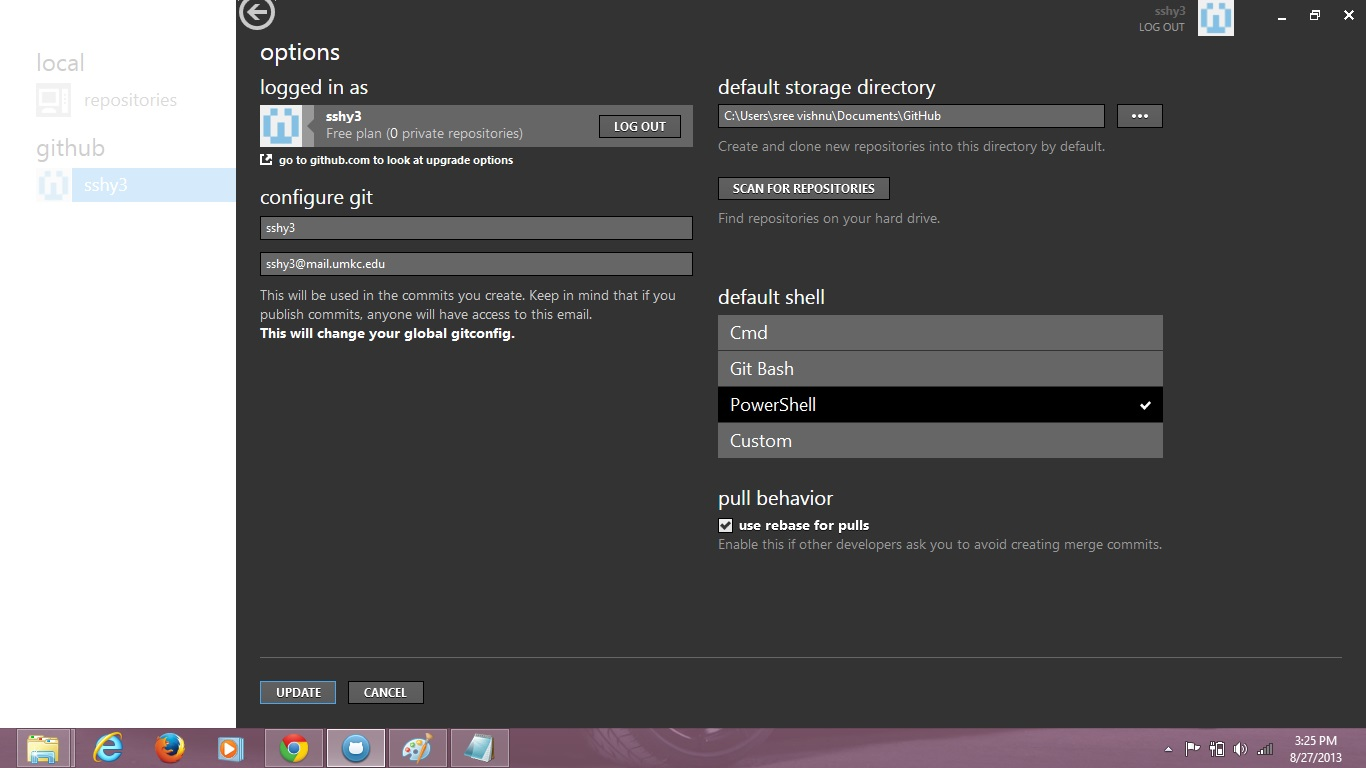 local
repositories
github
sshy3
sshy3
LOG OUT
options
logged in as
sshy3
Free plan (0 private repositories)
LOG OUT
go to github.com to look at upgrade options
configure git
sshy3
sshy3@mail.umkc.edu
This will be used in the commits you create. Keep in mind that if you
publish commits, anyone will have access to this email.
This will change your global gitconfig.
default storage directory
C:\Users\sree vishnu\Documents\GitHub
•••
Create and clone new repositories into this directory by default.
SCAN FOR REPOSITORIES
Find repositories on your hard drive.
default shell
Cmd
Git Bash
PowerShell
Custom
pull behavior
use rebase for pulls
Enable this if other developers ask you to avoid creating merge commits.
UPDATE
CANCEL
3:25 PM
8/27/2013